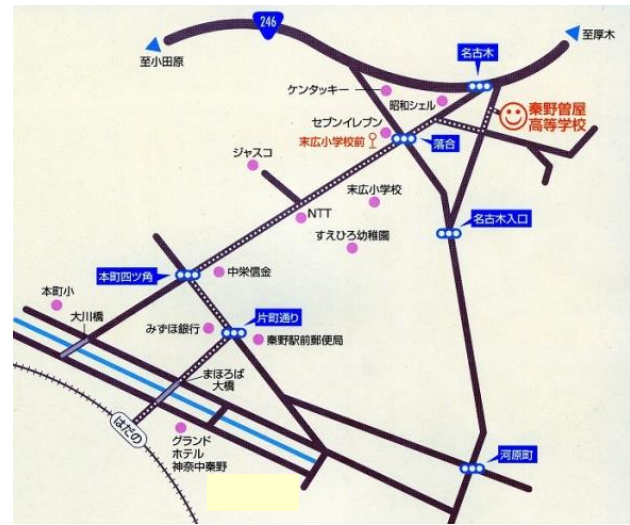 246
至小田原
至厚木
名古木
ケンタッキー
昭和シェル
秦野曽屋
高等学校
セブンイレブン
末広小学校前
落合
ジャスコ
末広小学校
NTT
名古木入口
すえひろ幼稚園
本町四ツ角
中栄信金
本町小
大川橋
片町通り
みずほ銀行
秦野駅前郵便局
まほろば
大橋
はだの
グランド
ホテル
神奈中秦野
河原町